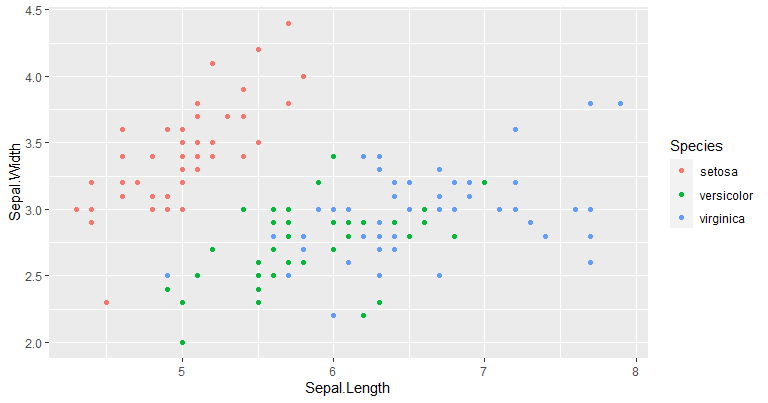 4.5
4.0
3.5
3.0
2.5
2.0
Sepal.Width
5
6
7
8
Sepal.Length
Species
setosa
versicolor
virginica